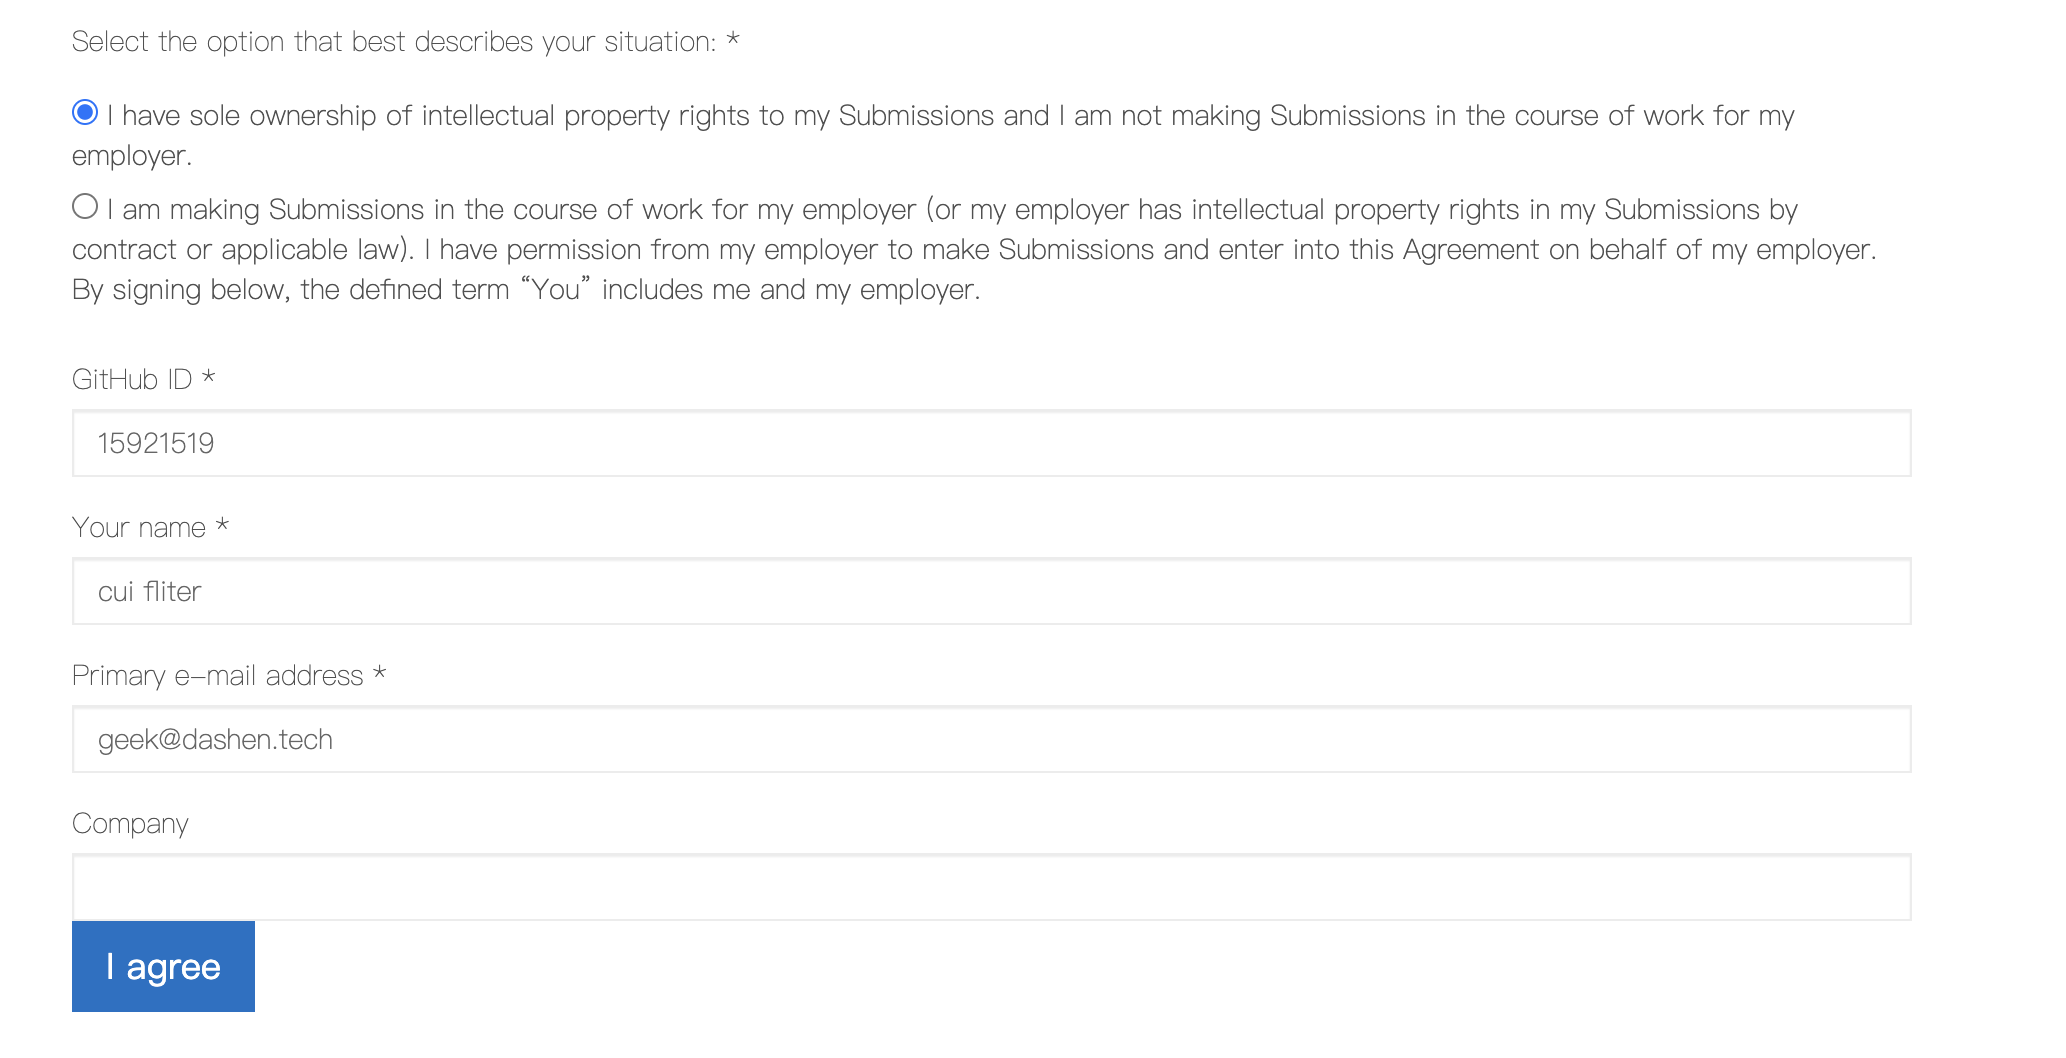 Select the option that best describes your situation: *
I have sole ownership of intellectual property rights to my Submissions and I am not making Submissions in the course of work for my
employer.
I am making Submissions in the course of work for my employer (or my employer has intellectual property rights in my Submissions by
contract or applicable law). I have permission from my employer to make Submissions and enter into this Agreement on behalf of my employer.
By signing below, the defined term “You” includes me and my employer.
GitHub ID *
15921519
Your name *
cui fliter
Primary e-mail address *
geek@dashen.tech
Company
I agree